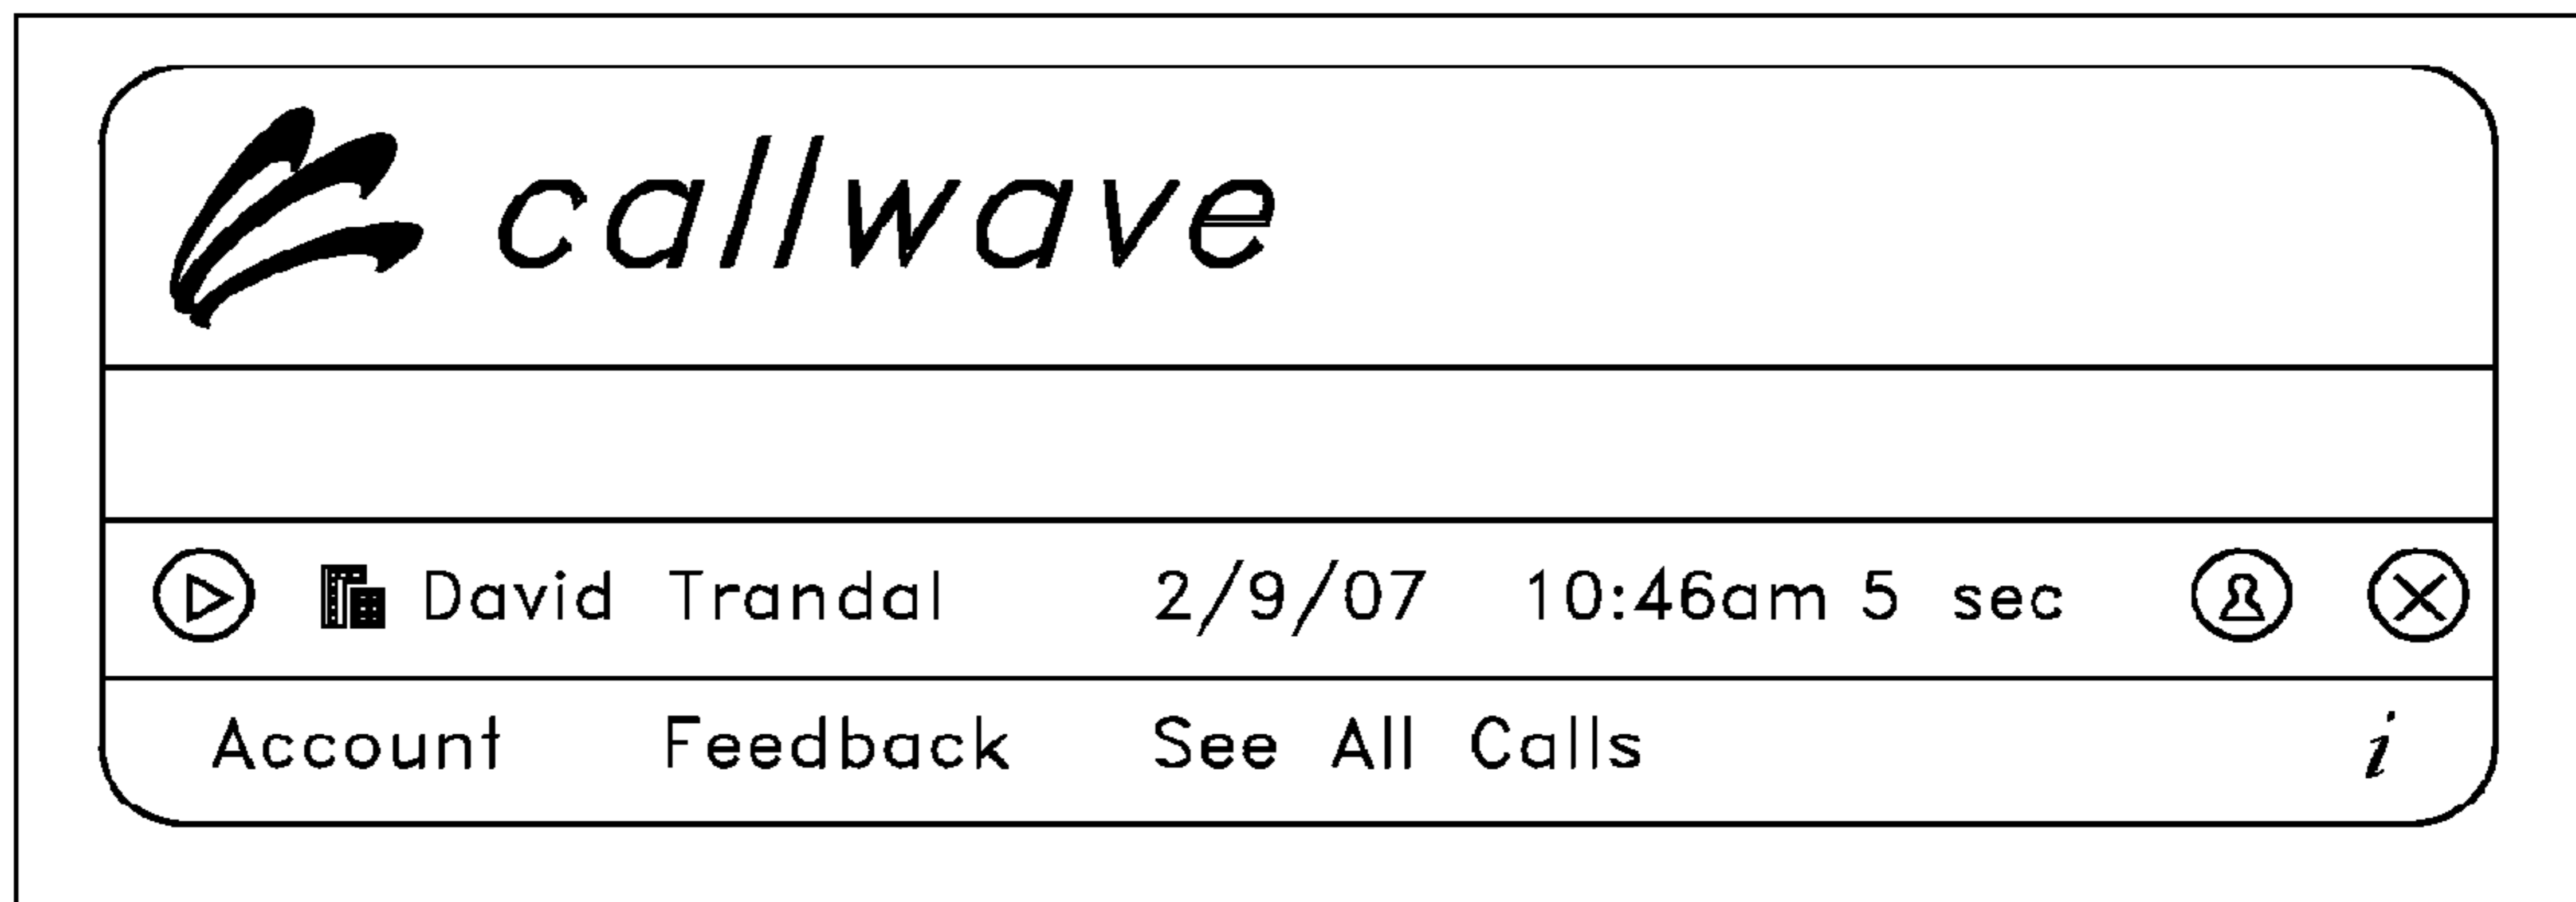 callwave
David Trandal 2/9/07 10:46am 5 sec
Account Feedback See All Calls i